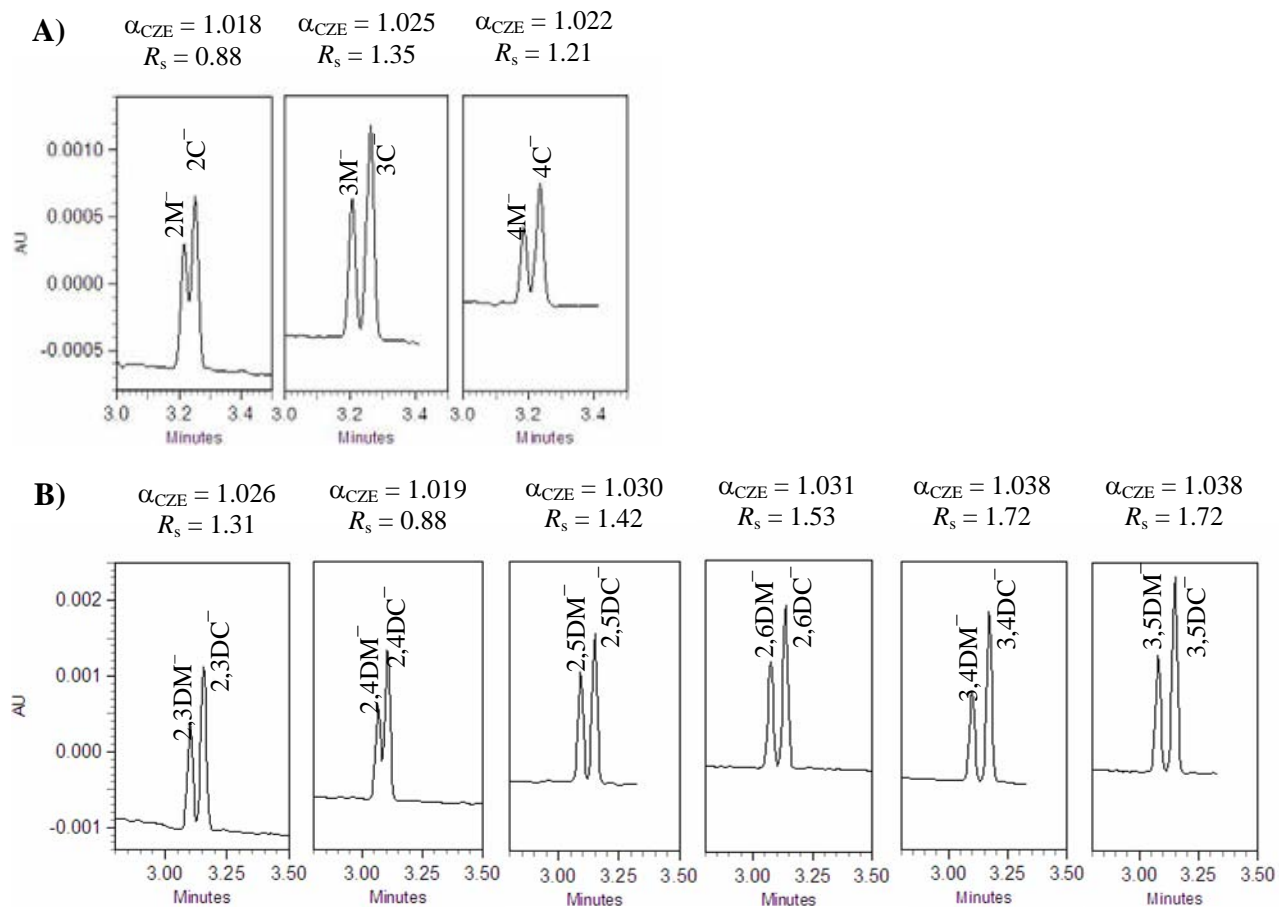 A)
αCZE = 1.018 αCZE = 1.025 αCZE = 1.022
Rs = 0.88 Rs = 1.35 Rs = 1.21
2M⁻ 2C⁻ 3M⁻ 3C⁻ 4M⁻ 4C⁻
AU
0.0010
0.0005
0.0000
-0.0005
3.0 3.2 3.4 3.0 3.2 3.4 3.0 3.2 3.4
Minutes Minutes Minutes
B)
αCZE = 1.026 αCZE = 1.019 αCZE = 1.030 αCZE = 1.031 αCZE = 1.038 αCZE = 1.038
Rs = 1.31 Rs = 0.88 Rs = 1.42 Rs = 1.53 Rs = 1.72 Rs = 1.72
2,3DM⁻ 2,3DC⁻ 2,4DM⁻ 2,4DC⁻ 2,5DM⁻ 2,5DC⁻ 2,6DM⁻ 2,6DC⁻ 3,4DM⁻ 3,4DC⁻ 3,5DM⁻ 3,5DC⁻
AU
0.002
0.001
0.000
-0.001
3.00 3.25 3.50 3.00 3.25 3.50 3.00 3.25 3.50 3.00 3.25 3.50 3.00 3.25 3.50 3.00 3.25 3.50
Minutes Minutes Minutes Minutes Minutes Minutes